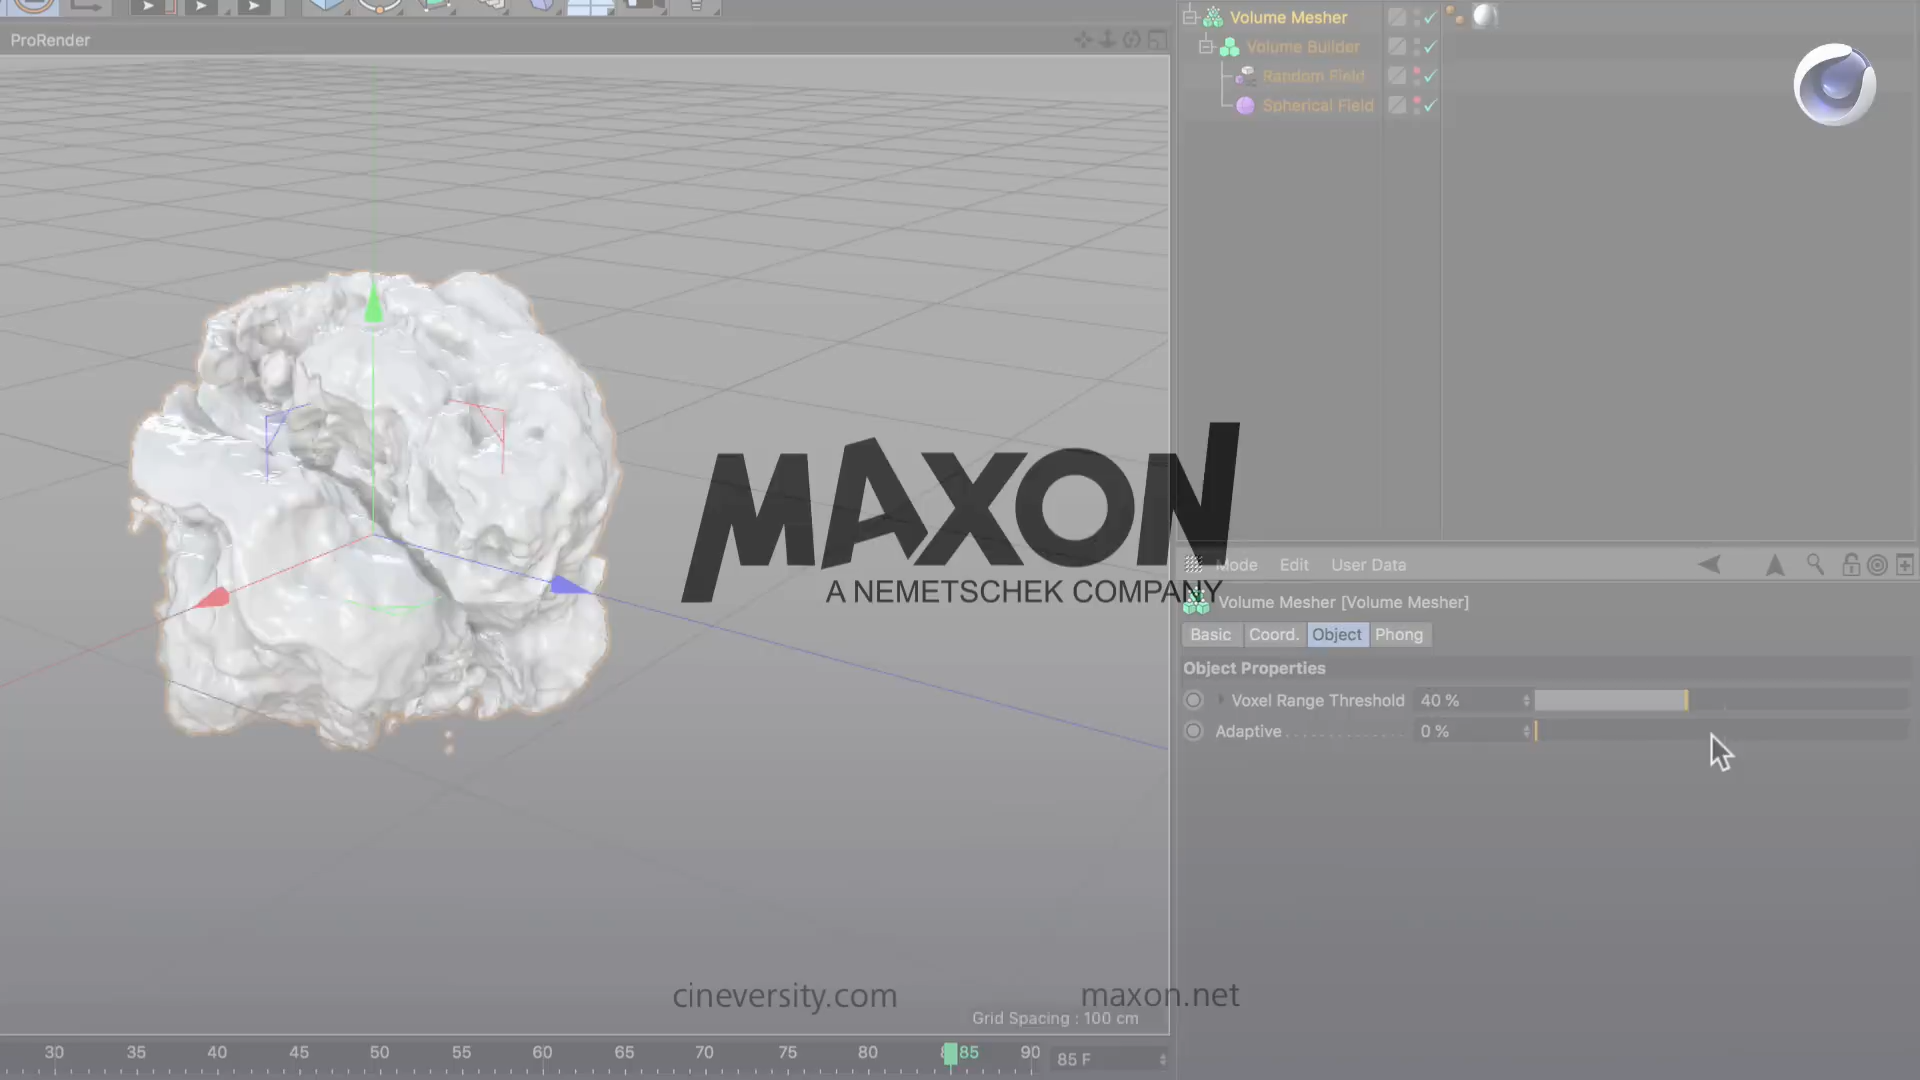 Volume Mesher
ProRender
Volume Builder
Random Field
Spherical Field
MAXON
A NEMETSCHEK COMPANY
Mode Edit User Data
Volume Mesher [Volume Mesher]
Basic Coord. Object Phong
Object Properties
Voxel Range Threshold 40 %
Adaptive 0 %
cineversity.com maxon.net
Grid Spacing : 100 cm
30 35 40 45 50 55 60 65 70 75 80 85 90 85 F